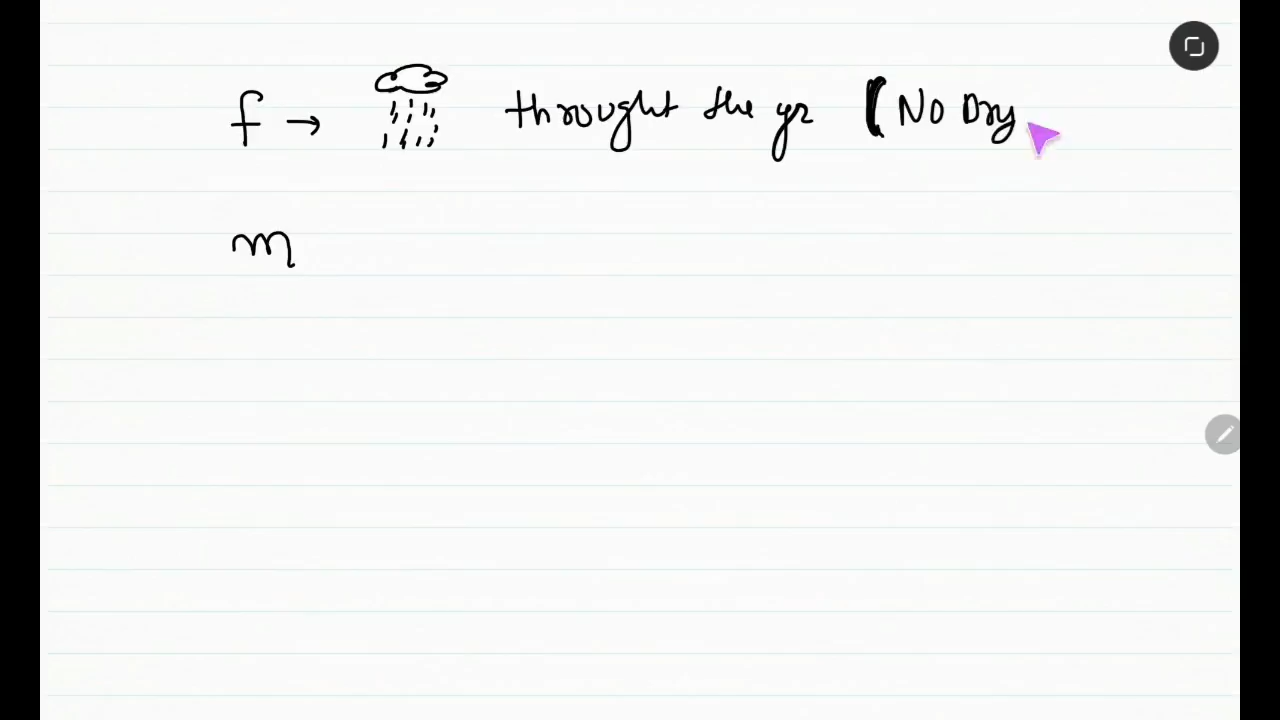 f → throught the yr (No Dry
m